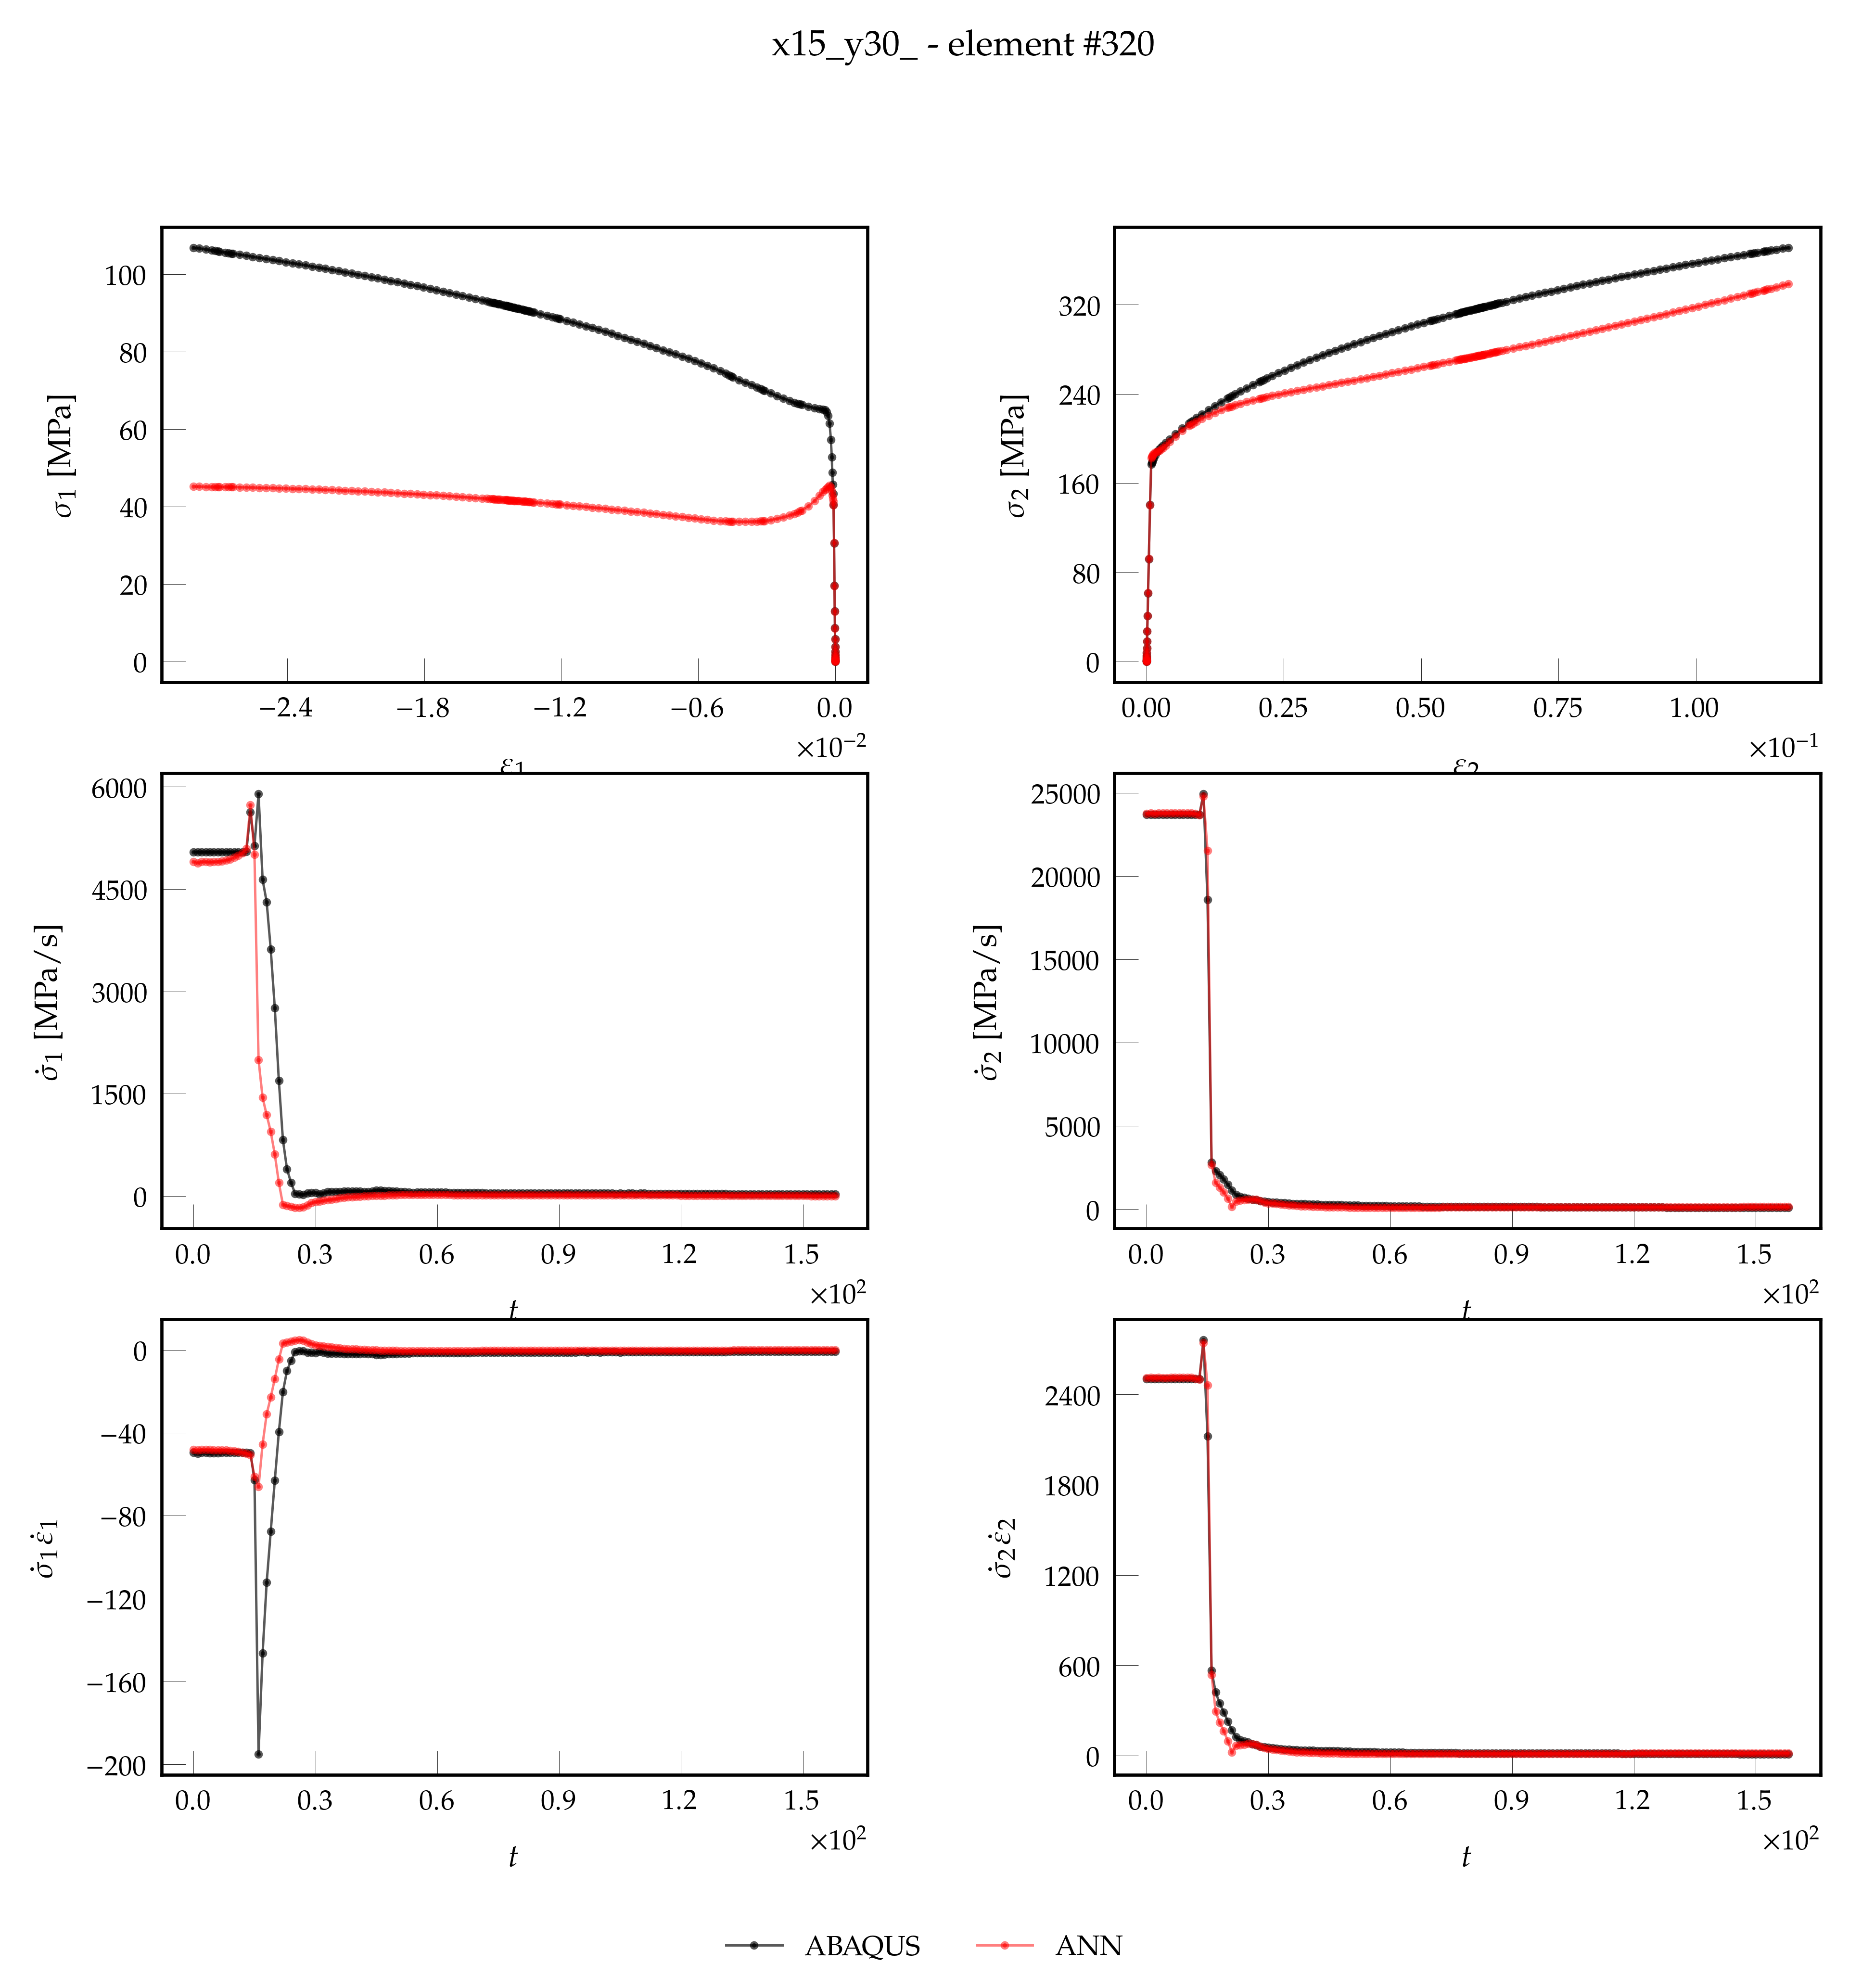 x15_y30_ - element #320
σ1 [MPa]
100
80
60
40
20
0
−2.4 −1.8 −1.2 −0.6 0.0
×10−2
ε1
σ2 [MPa]
320
240
160
80
0
0.00 0.25 0.50 0.75 1.00
×10−1
ε2
σ̇1 [MPa/s]
6000
4500
3000
1500
0
0.0 0.3 0.6 0.9 1.2 1.5
×102
t
σ̇2 [MPa/s]
25000
20000
15000
10000
5000
0
0.0 0.3 0.6 0.9 1.2 1.5
×102
t
σ̇1ε̇1
0
−40
−80
−120
−160
−200
0.0 0.3 0.6 0.9 1.2 1.5
×102
t
σ̇2ε̇2
2400
1800
1200
600
0
0.0 0.3 0.6 0.9 1.2 1.5
×102
t
ABAQUS ANN